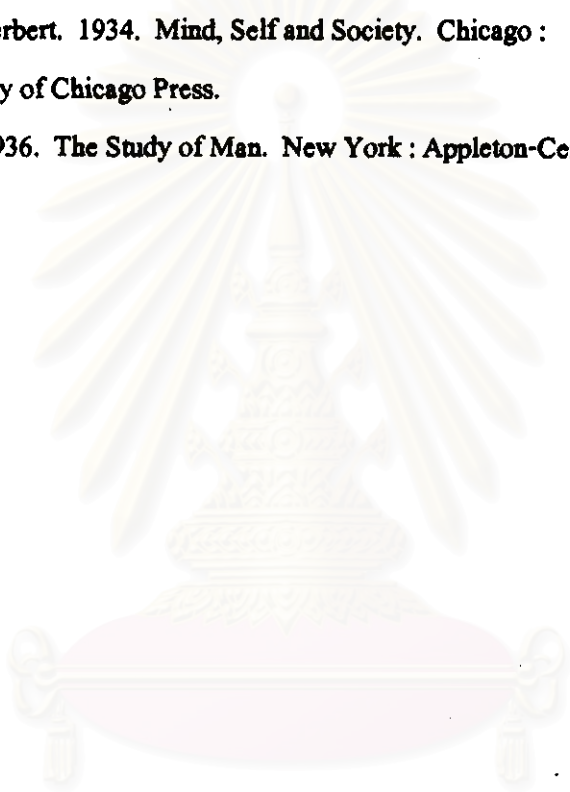 erbert. 1934. Mind, Self and Society. Chicago :
y of Chicago Press.
936. The Study of Man. New York : Appleton-Ce